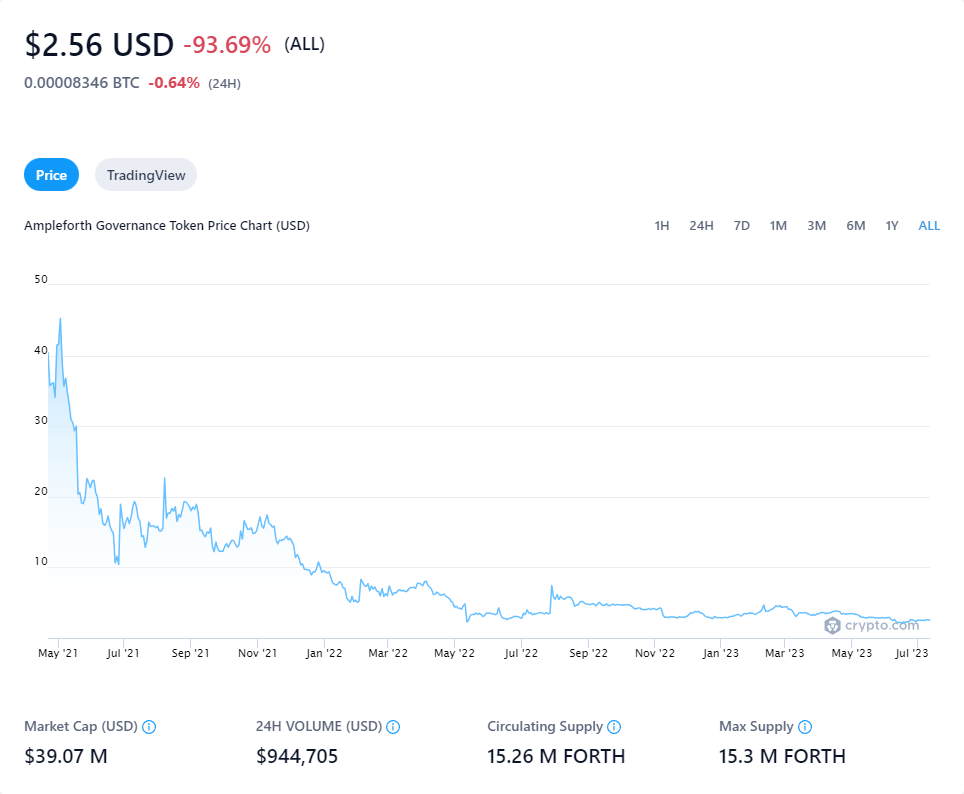 $2.56 USD -93.69% (ALL)
0.00008346 BTC -0.64% (24H)
Price TradingView
Ampleforth Governance Token Price Chart (USD) 1H 24H 7D 1M 3M 6M 1Y ALL
50
40
30
20
10
crypto.com
May '21 Jul '21 Sep '21 Nov '21 Jan '22 Mar '22 May '22 Jul '22 Sep '22 Nov '22 Jan '23 Mar '23 May '23 Jul '23
Market Cap (USD) 24H VOLUME (USD) Circulating Supply Max Supply
$39.07 M $944,705 15.26 M FORTH 15.3 M FORTH